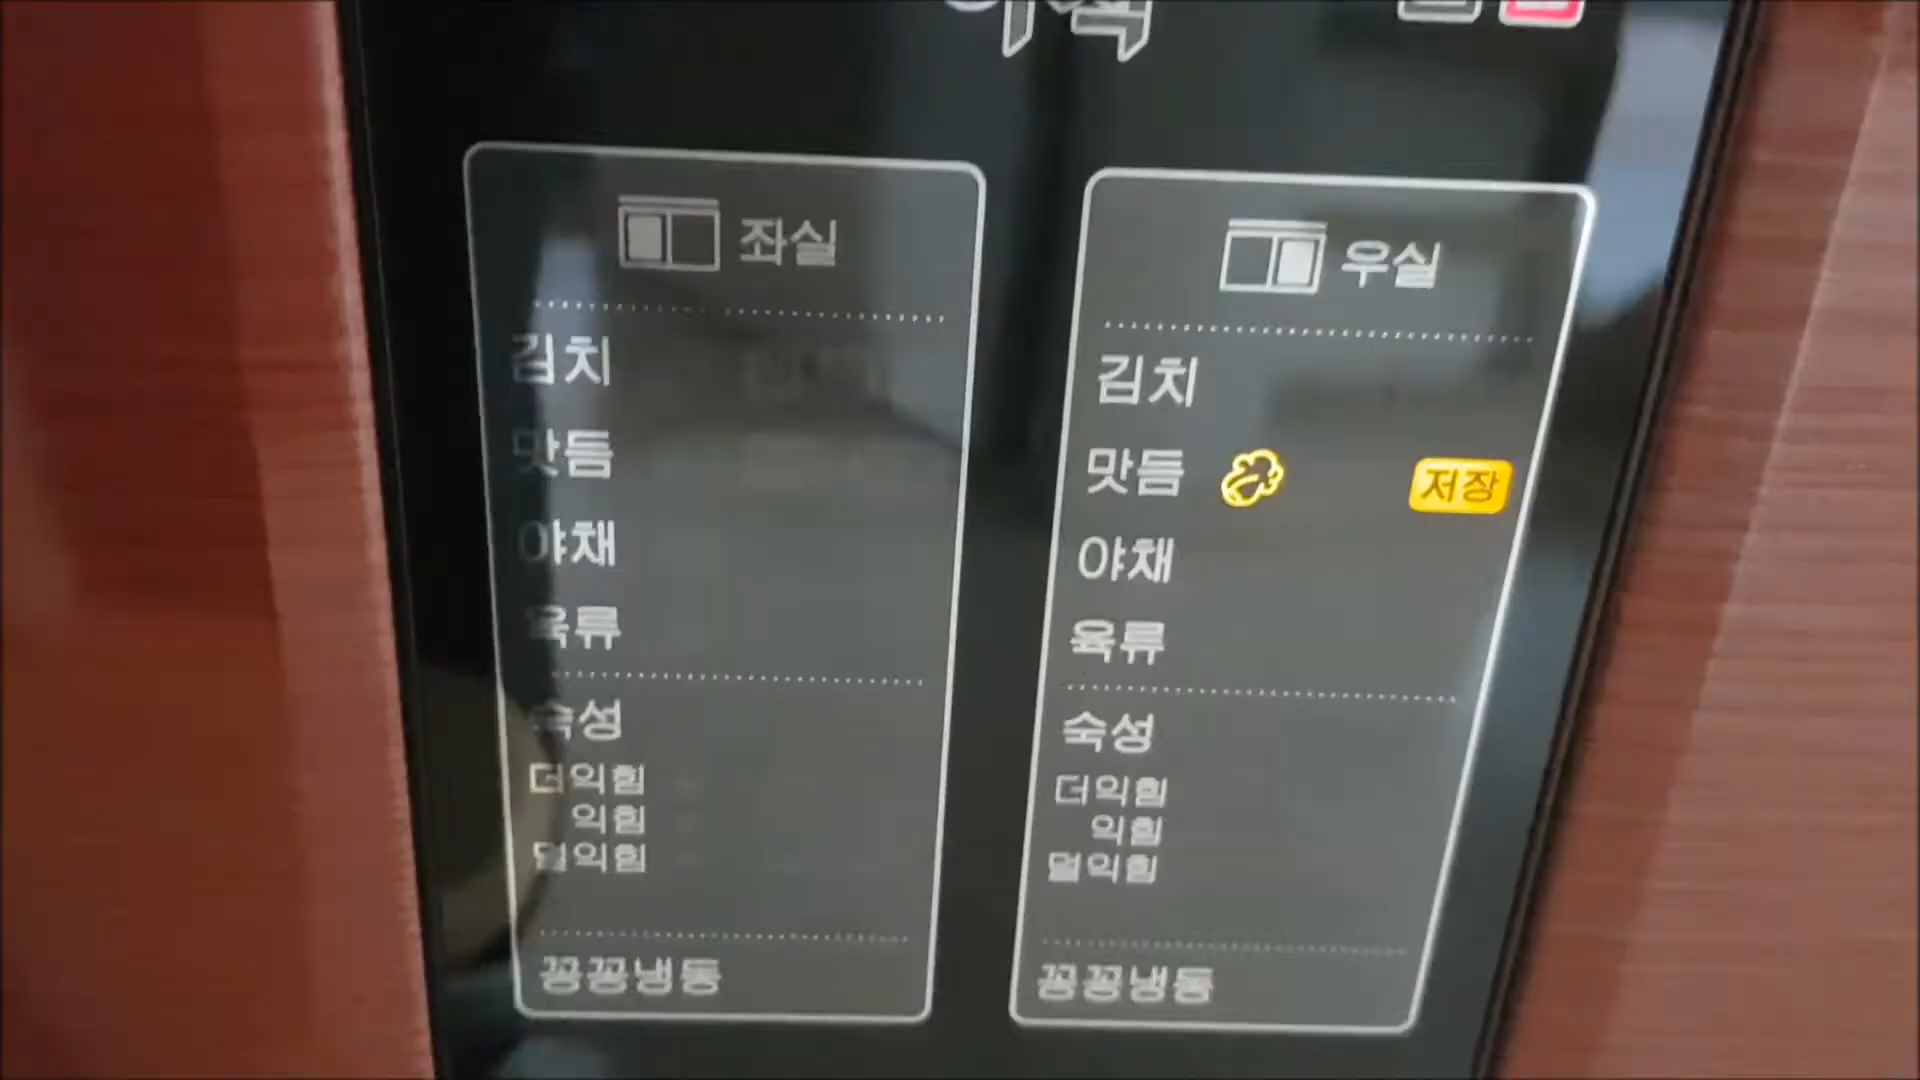 좌실
김치
맛듬
야채
육류
숙성
더익힘
익힘
덜익힘
꽁꽁냉동
우실
김치
맛듬 저장
야채
육류
숙성
더익힘
익힘
덜익힘
꽁꽁냉동